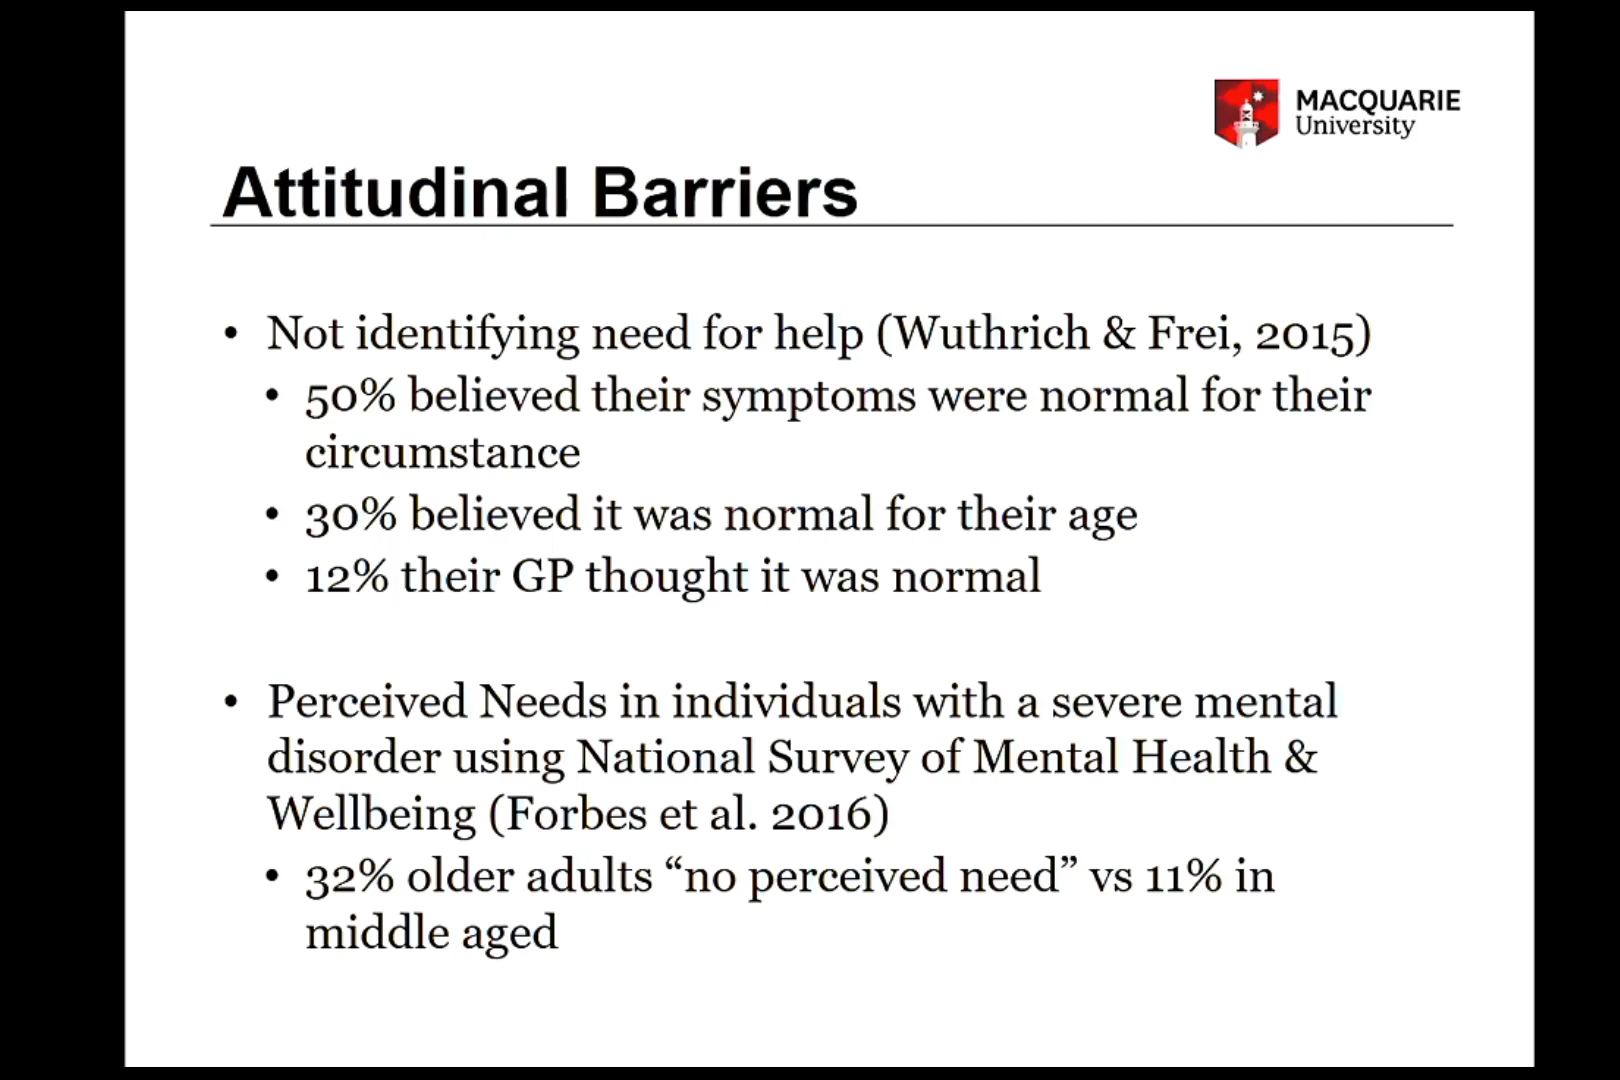 MACQUARIE
University
Attitudinal Barriers
• Not identifying need for help (Wuthrich & Frei, 2015)
• 50% believed their symptoms were normal for their
circumstance
• 30% believed it was normal for their age
• 12% their GP thought it was normal
• Perceived Needs in individuals with a severe mental
disorder using National Survey of Mental Health &
Wellbeing (Forbes et al. 2016)
• 32% older adults “no perceived need” vs 11% in
middle aged